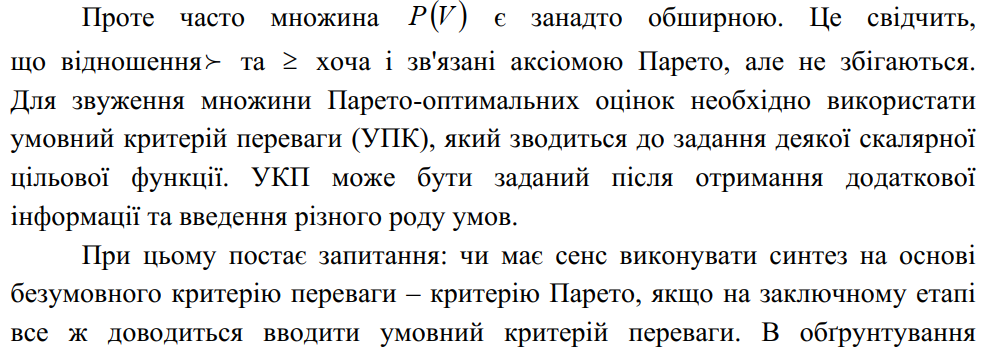 Проте часто множина P(V) є занадто обширною. Це свідчить,
що відношення≻ та ≥ хоча і зв'язані аксіомою Парето, але не збігаються.
Для звуження множини Парето-оптимальних оцінок необхідно використати
умовний критерій переваги (УПК), який зводиться до задання деякої скалярної
цільової функції. УКП може бути заданий після отримання додаткової
інформації та введення різного роду умов.
При цьому постає запитання: чи має сенс виконувати синтез на основі
безумовного критерію переваги – критерію Парето, якщо на заключному етапі
все ж доводиться вводити умовний критерій переваги. В обґрунтування